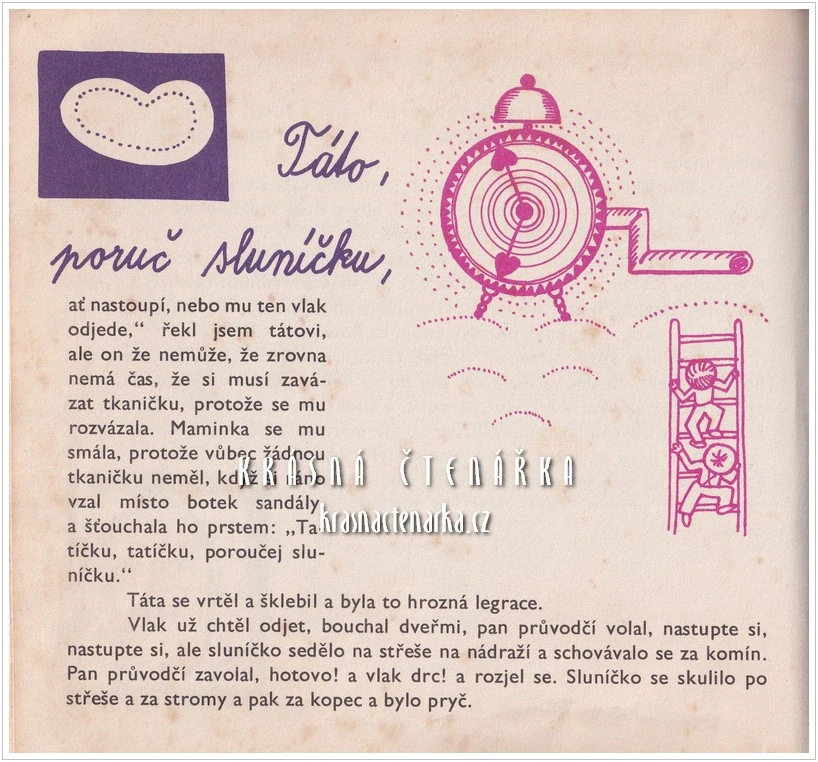 Táto,
poruč sluníčku,
ať nastoupí, nebo mu ten vlak
odjede,“ řekl jsem tátovi,
ale on že nemůže, že zrovna
nemá čas, že si musí zavá-
zat tkaničku, protože se mu
rozvázala. Maminka se mu
smála, protože vůbec žádnou
tkaničku neměl, když si ráno
vzal místo botek sandály
a šťouchala ho prstem: „Ta-
tíčku, tatíčku, poroučej slu-
níčku.“
KRASNÁ ČTENÁŘKA
krasnactenarka.cz
Táta se vrtěl a šklebil a byla to hrozná legrace.
Vlak už chtěl odjet, bouchal dveřmi, pan průvodčí volal, nastupte si,
nastupte si, ale sluníčko sedělo na střeše na nádraží a schovávalo se za komín.
Pan průvodčí zavolal, hotovo! a vlak drc! a rozjel se. Sluníčko se skulilo po
střeše a za stromy a pak za kopec a bylo pryč.